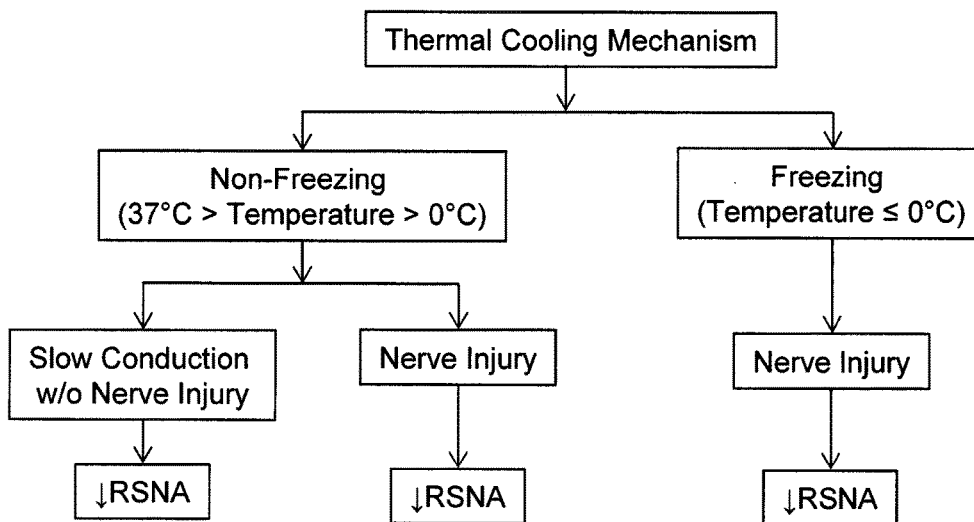 Thermal Cooling Mechanism
Non-Freezing
(37°C > Temperature > 0°C)
Freezing
(Temperature ≤ 0°C)
Slow Conduction
w/o Nerve Injury
Nerve Injury
Nerve Injury
↓RSNA
↓RSNA
↓RSNA